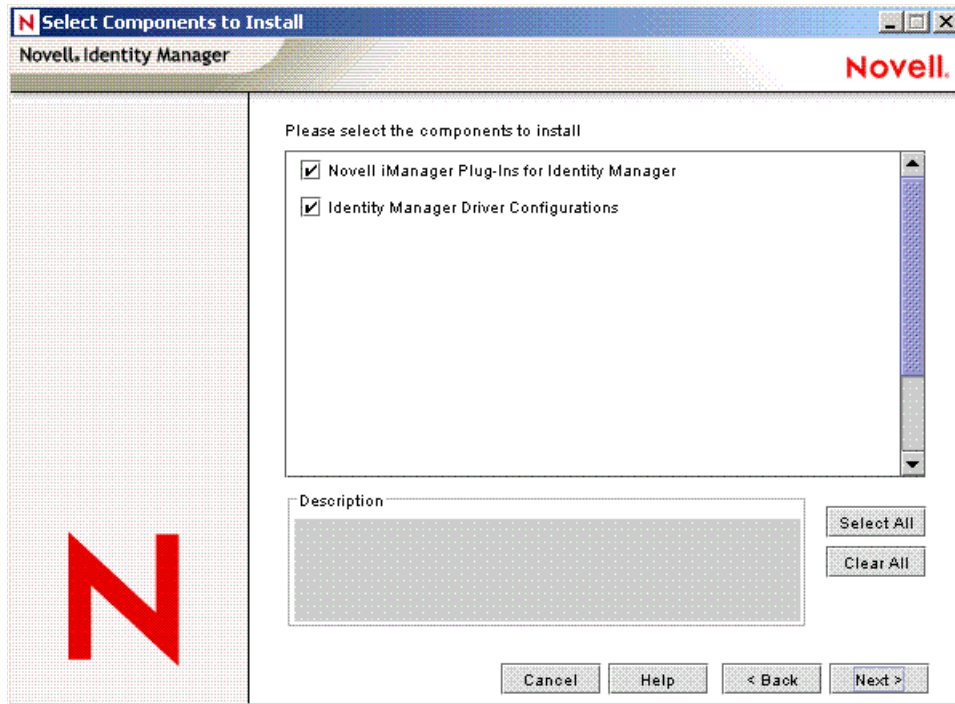 Select Components to Install
Novell. Identity Manager
Novell.
Please select the components to install
Novell iManager Plug-Ins for Identity Manager
Identity Manager Driver Configurations
Description
Select All
Clear All
Cancel Help < Back Next >